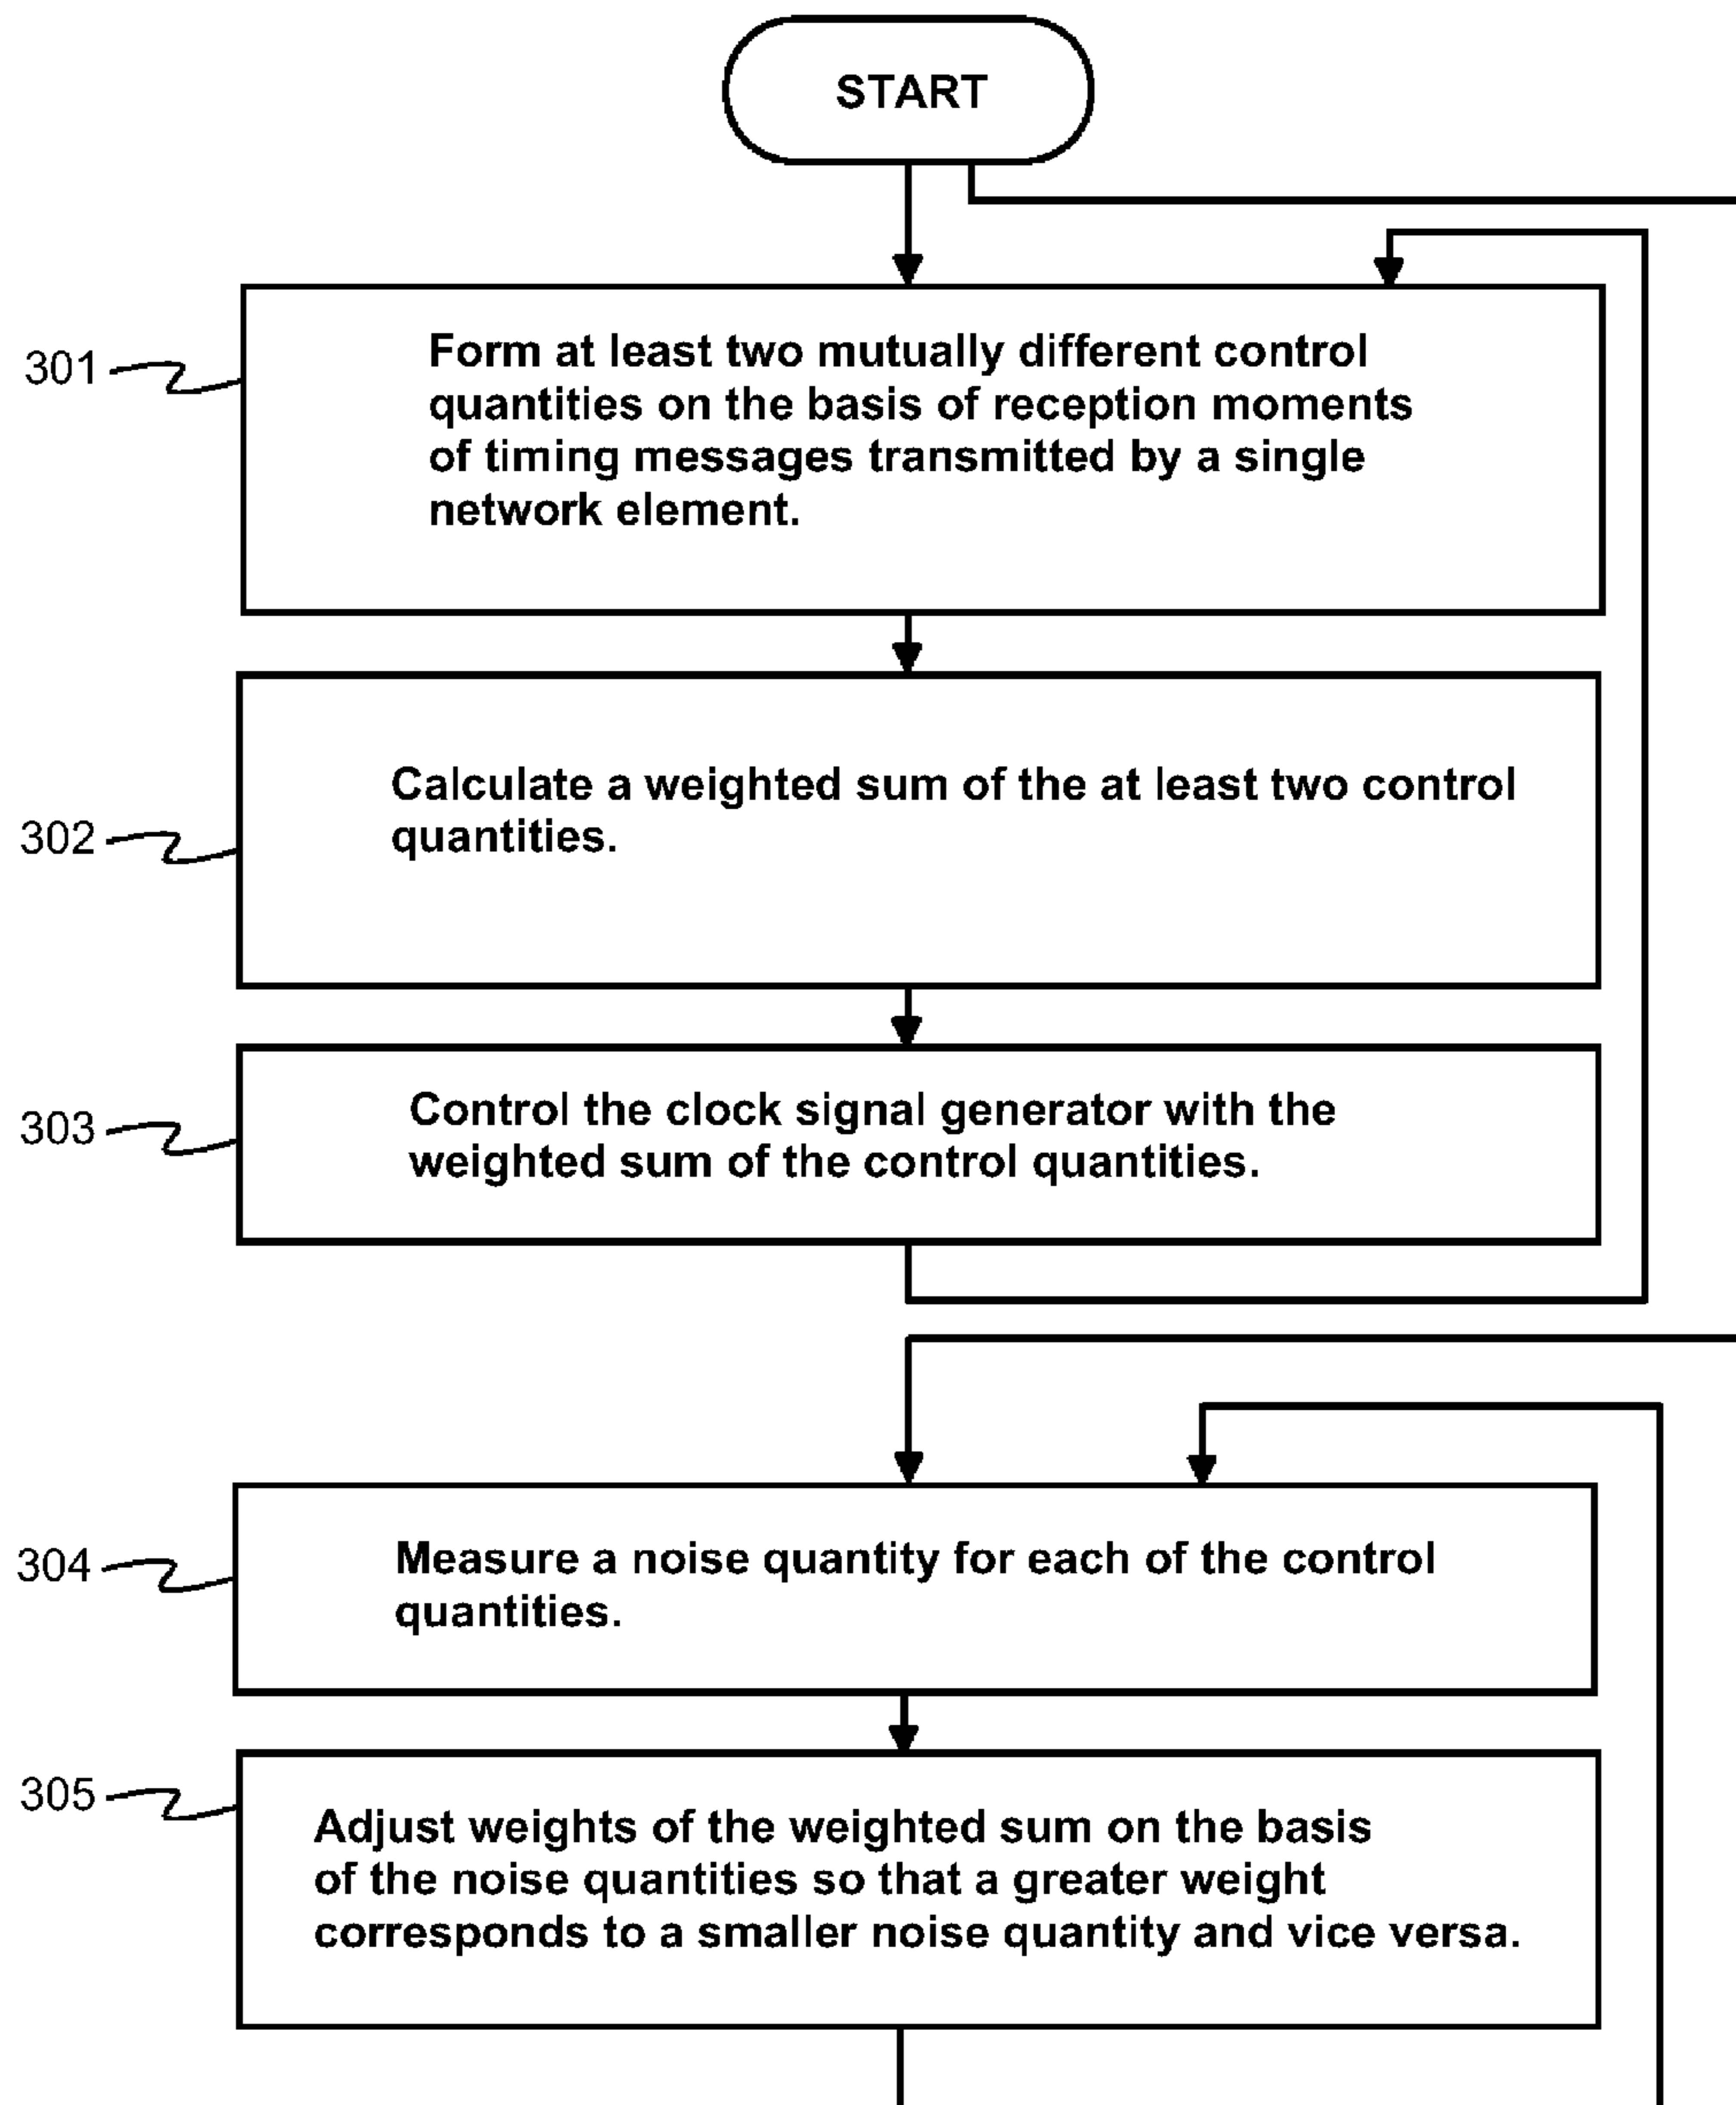 START
301
Form at least two mutually different control
quantities on the basis of reception moments
of timing messages transmitted by a single
network element.
302
Calculate a weighted sum of the at least two control
quantities.
303
Control the clock signal generator with the
weighted sum of the control quantities.
304
Measure a noise quantity for each of the control
quantities.
305
Adjust weights of the weighted sum on the basis
of the noise quantities so that a greater weight
corresponds to a smaller noise quantity and vice versa.